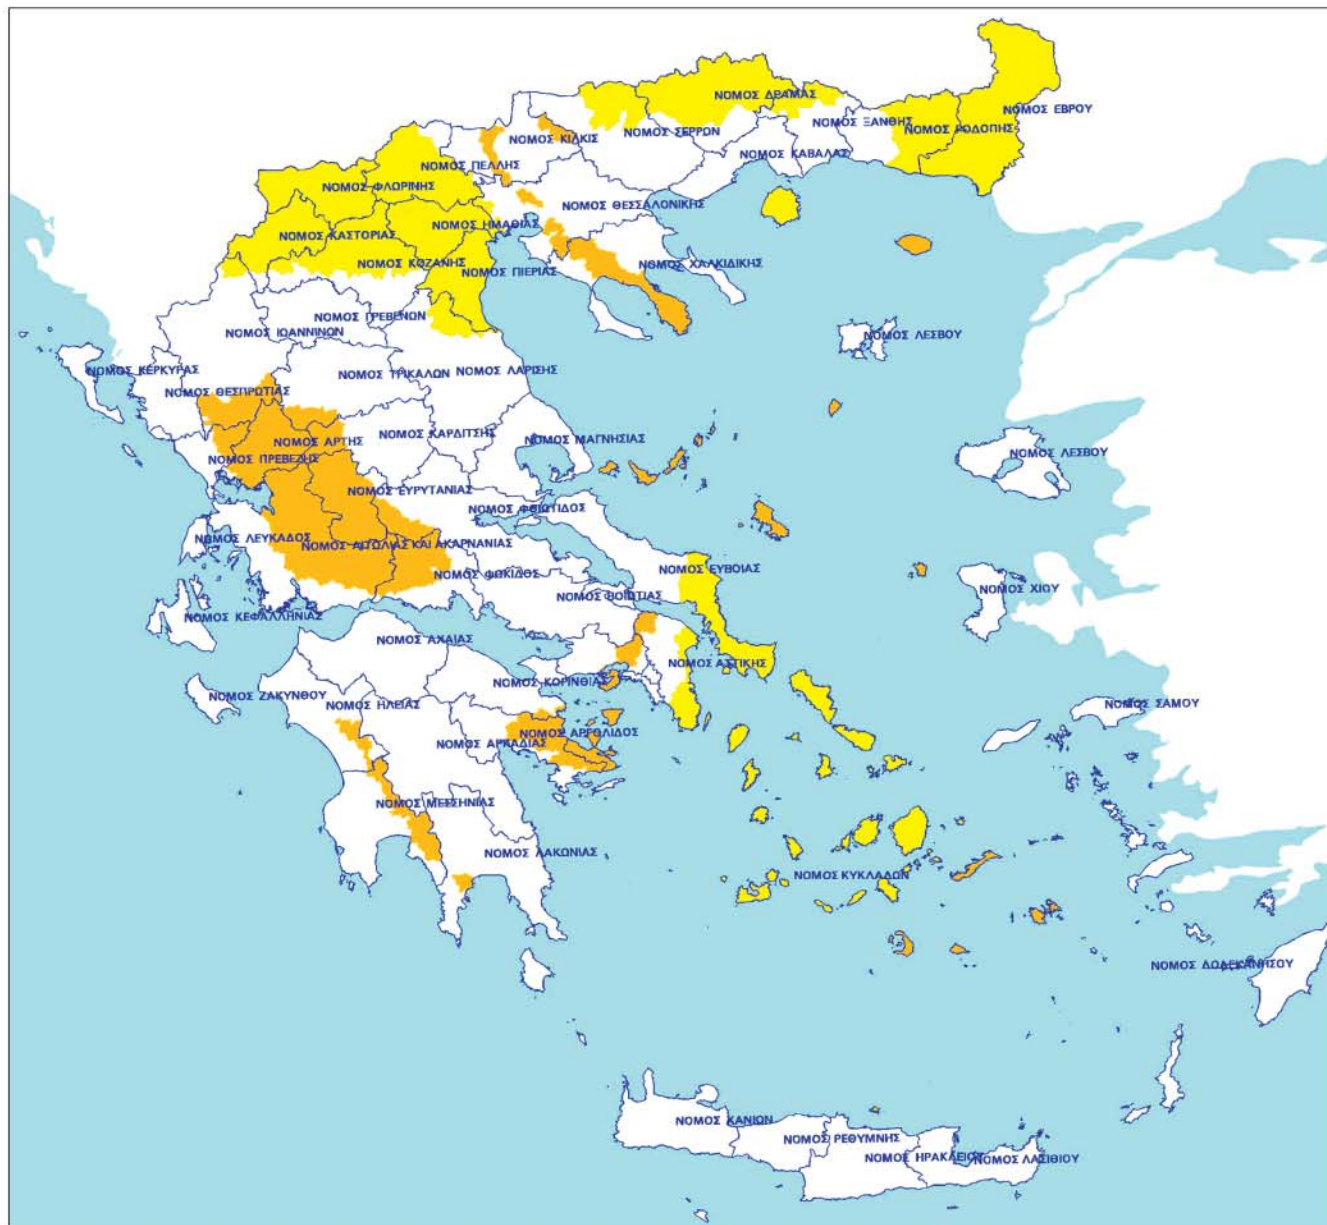 ΝΟΜΟΣ ΔΡΑΜΑΣ
ΝΟΜΟΣ ΕΒΡΟΥ
ΝΟΜΟΣ ΞΑΝΘΗΣ
ΝΟΜΟΣ ΡΟΔΟΠΗΣ
ΝΟΜΟΣ ΣΕΡΡΩΝ
ΝΟΜΟΣ ΚΙΛΚΙΣ
ΝΟΜΟΣ ΚΑΒΑΛΑΣ
ΝΟΜΟΣ ΠΕΛΛΗΣ
ΝΟΜΟΣ ΦΛΩΡΙΝΗΣ
ΝΟΜΟΣ ΘΕΣΣΑΛΟΝΙΚΗΣ
ΝΟΜΟΣ ΗΜΑΘΙΑΣ
ΝΟΜΟΣ ΚΑΣΤΟΡΙΑΣ
ΝΟΜΟΣ ΚΟΖΑΝΗΣ
ΝΟΜΟΣ ΧΑΛΚΙΔΙΚΗΣ
ΝΟΜΟΣ ΠΙΕΡΙΑΣ
ΝΟΜΟΣ ΓΡΕΒΕΝΩΝ
ΝΟΜΟΣ ΙΩΑΝΝΙΝΩΝ
ΝΟΜΟΣ ΛΕΣΒΟΥ
ΝΟΜΟΣ ΚΕΡΚΥΡΑΣ
ΝΟΜΟΣ ΤΡΙΚΑΛΩΝ
ΝΟΜΟΣ ΛΑΡΙΣΗΣ
ΝΟΜΟΣ ΘΕΣΠΡΩΤΙΑΣ
ΝΟΜΟΣ ΚΑΡΔΙΤΣΗΣ
ΝΟΜΟΣ ΑΡΤΗΣ
ΝΟΜΟΣ ΜΑΓΝΗΣΙΑΣ
ΝΟΜΟΣ ΛΕΣΒΟΥ
ΝΟΜΟΣ ΠΡΕΒΕΖΗΣ
ΝΟΜΟΣ ΕΥΡΥΤΑΝΙΑΣ
ΝΟΜΟΣ ΦΘΙΩΤΙΔΟΣ
ΝΟΜΟΣ ΛΕΥΚΑΔΟΣ
ΝΟΜΟΣ ΑΙΤΩΛΙΑΣ ΚΑΙ ΑΚΑΡΝΑΝΙΑΣ
ΝΟΜΟΣ ΕΥΒΟΙΑΣ
ΝΟΜΟΣ ΦΩΚΙΔΟΣ
ΝΟΜΟΣ ΧΙΟΥ
ΝΟΜΟΣ ΒΟΙΩΤΙΑΣ
ΝΟΜΟΣ ΚΕΦΑΛΛΗΝΙΑΣ
ΝΟΜΟΣ ΑΧΑΙΑΣ
ΝΟΜΟΣ ΑΤΤΙΚΗΣ
ΝΟΜΟΣ ΚΟΡΙΝΘΙΑΣ
ΝΟΜΟΣ ΖΑΚΥΝΘΟΥ
ΝΟΜΟΣ ΗΛΕΙΑΣ
ΝΟΜΟΣ ΣΑΜΟΥ
ΝΟΜΟΣ ΑΡΓΟΛΙΔΟΣ
ΝΟΜΟΣ ΑΡΚΑΔΙΑΣ
ΝΟΜΟΣ ΜΕΣΣΗΝΙΑΣ
ΝΟΜΟΣ ΛΑΚΩΝΙΑΣ
ΝΟΜΟΣ ΚΥΚΛΑΔΩΝ
ΝΟΜΟΣ ΔΩΔΕΚΑΝΗΣΟΥ
ΝΟΜΟΣ ΧΑΝΙΩΝ
ΝΟΜΟΣ ΡΕΘΥΜΝΗΣ
ΝΟΜΟΣ ΗΡΑΚΛΕΙΟΥ
ΝΟΜΟΣ ΛΑΣΙΘΙΟΥ